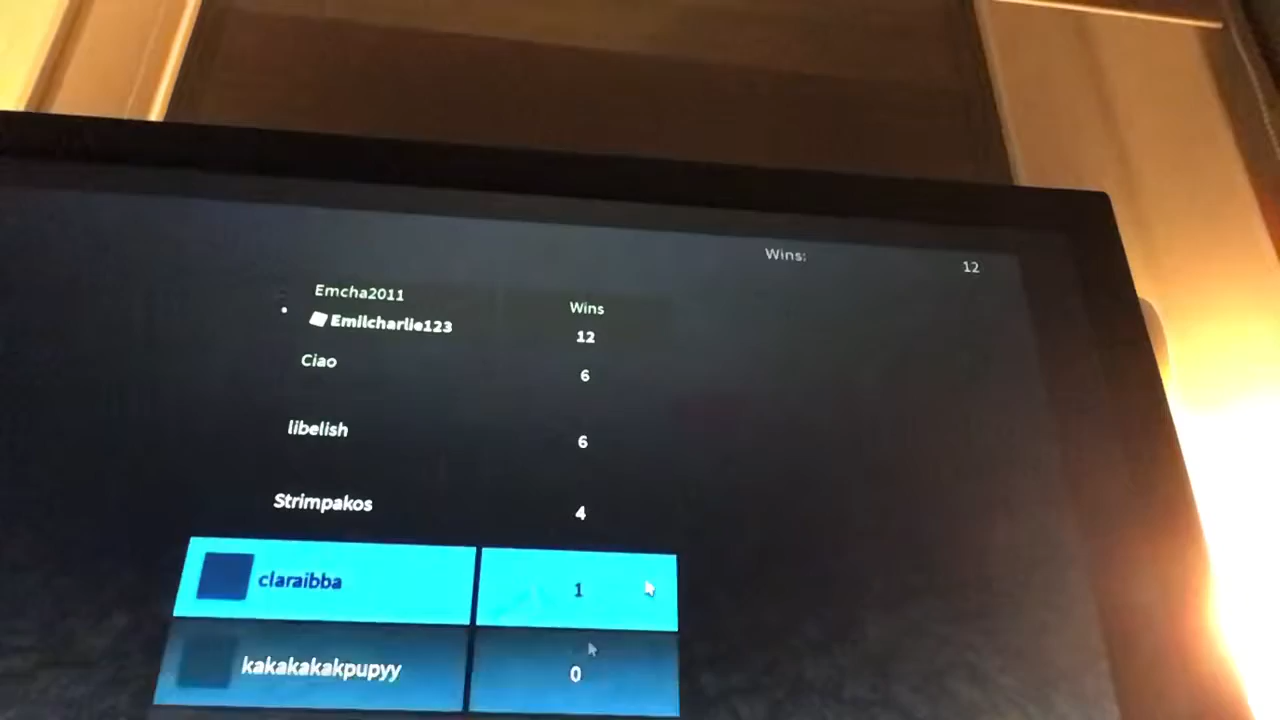 Wins: 12
Emcha2011 Wins
Emilcharlie123 12
Ciao 6
libelish 6
Strimpakos 4
claraibba 1
kakakakakpupyy 0